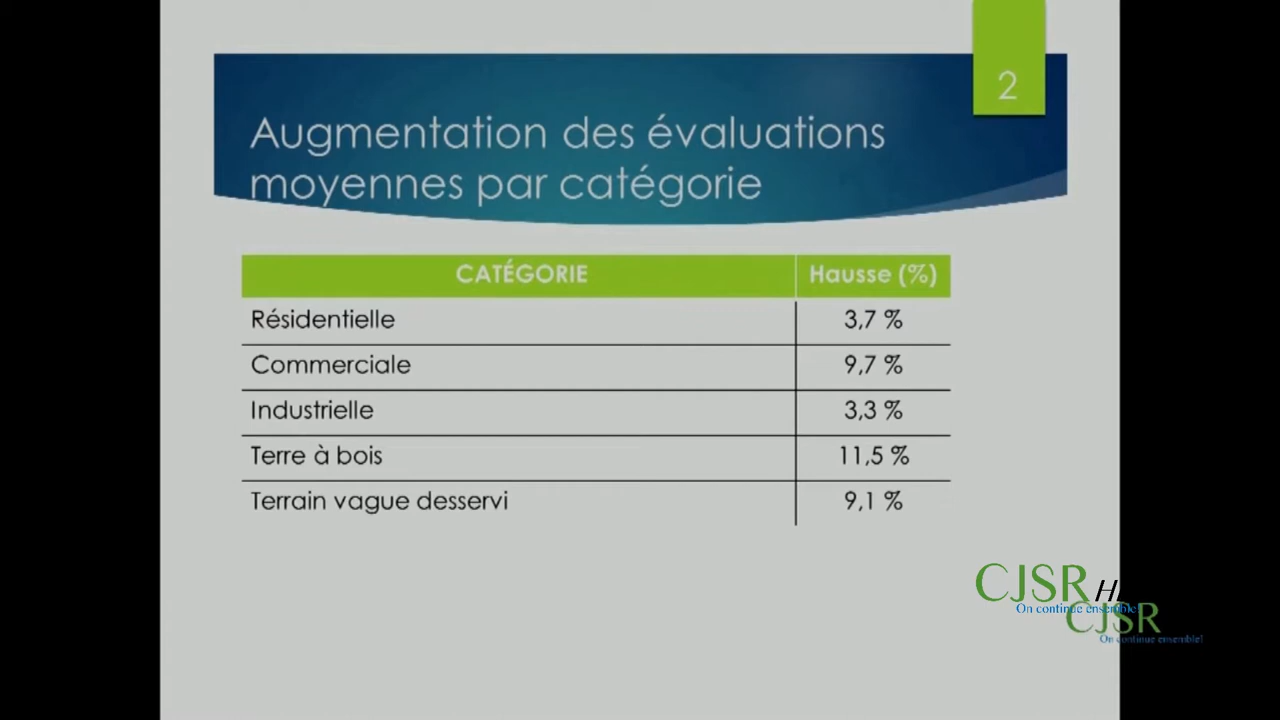 2
Augmentation des évaluations
moyennes par catégorie
CATÉGORIE Hausse (%)
Résidentielle 3,7 %
Commerciale 9,7 %
Industrielle 3,3 %
Terre à bois 11,5 %
Terrain vague desservi 9,1 %
CJSR H
On continue ensemble!
CJSR
On continue ensemble!